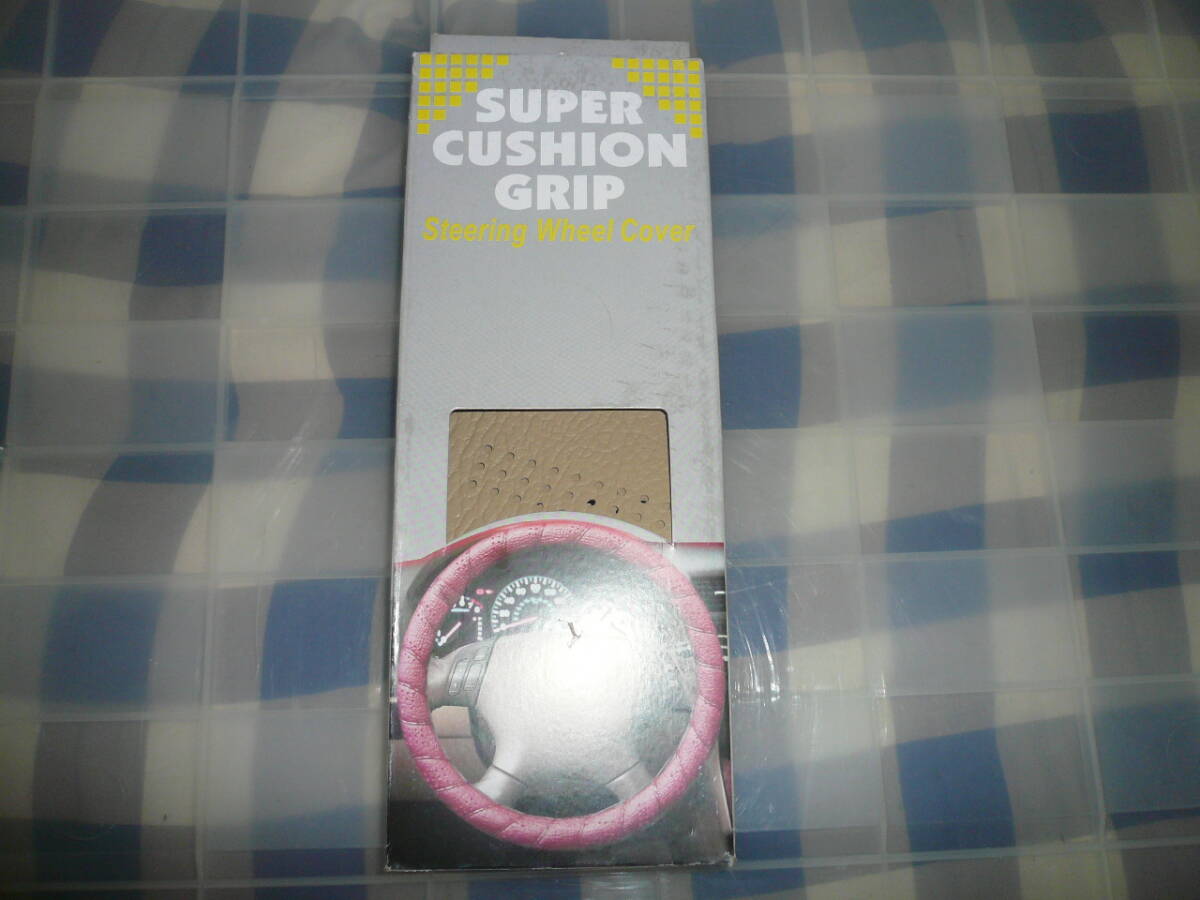 SUPER
CUSHION
GRIP
Steering Wheel Cover